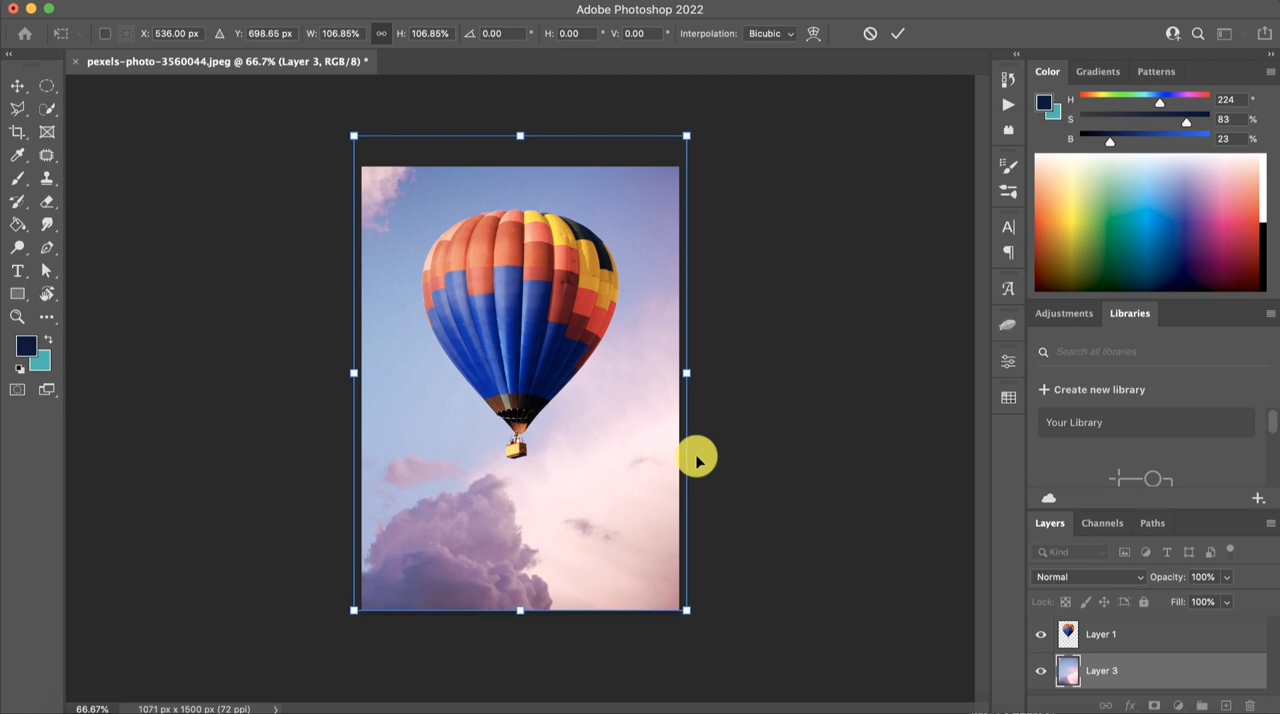 Adobe Photoshop 2022
X: 536.00 px Y: 698.65 px W: 106.85% H: 106.85% 0.00 ° H: 0.00 ° V: 0.00 ° Interpolation: Bicubic
pexels-photo-3560044.jpeg @ 66.7% (Layer 3, RGB/8) *
Color Gradients Patterns
H 224 °
S 83 %
B 23 %
Adjustments Libraries
Search all libraries
Create new library
Your Library
Layers Channels Paths
Kind
Normal Opacity: 100%
Lock: Fill: 100%
Layer 1
Layer 3
66.67% 1071 px x 1500 px (72 ppi)